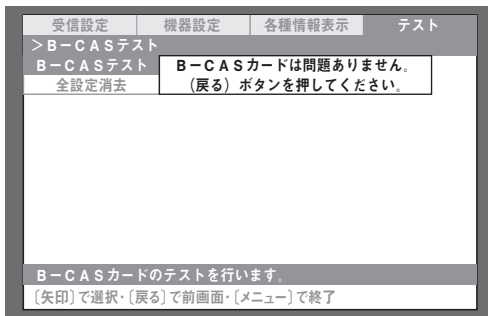 受信設定 機器設定 各種情報表示 テスト
＞B－CASテスト
B－CASテスト
全設定消去
B－CASカードは問題ありません。
（戻る）ボタンを押してください。
B－CASカードのテストを行います。
〔矢印〕で選択・〔戻る〕で前画面・〔メニュー〕で終了